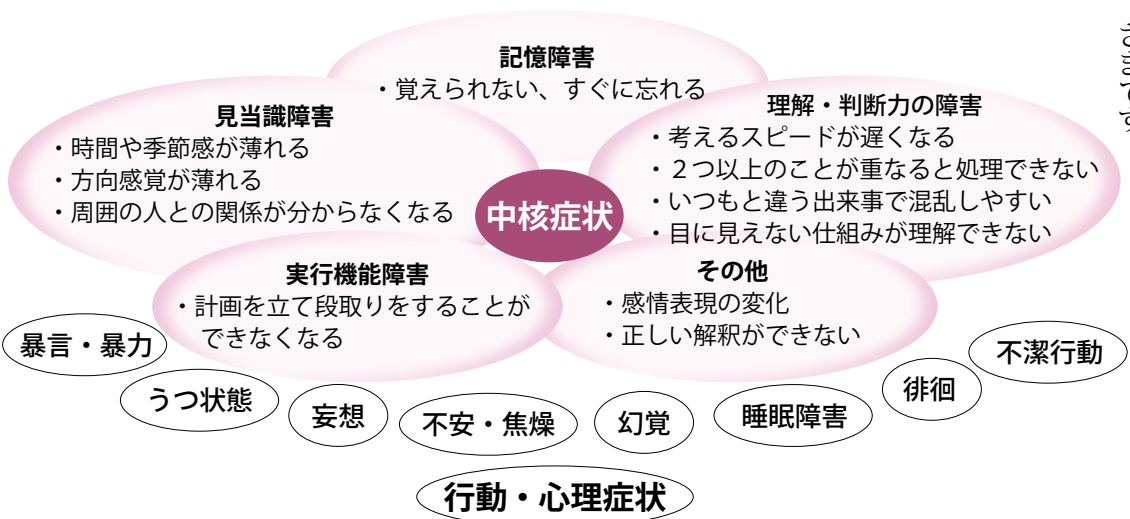 さまです
記憶障害
・覚えられない、すぐに忘れる
見当識障害
・時間や季節感が薄れる
・方向感覚が薄れる
・周囲の人との関係が分からなくなる
理解・判断力の障害
・考えるスピードが遅くなる
・２つ以上のことが重なると処理できない
・いつもと違う出来事で混乱しやすい
・目に見えない仕組みが理解できない
中核症状
実行機能障害
・計画を立て段取りをすることが
できなくなる
その他
・感情表現の変化
・正しい解釈ができない
暴言・暴力
うつ状態
妄想
不安・焦燥
幻覚
睡眠障害
徘徊
不潔行動
行動・心理症状